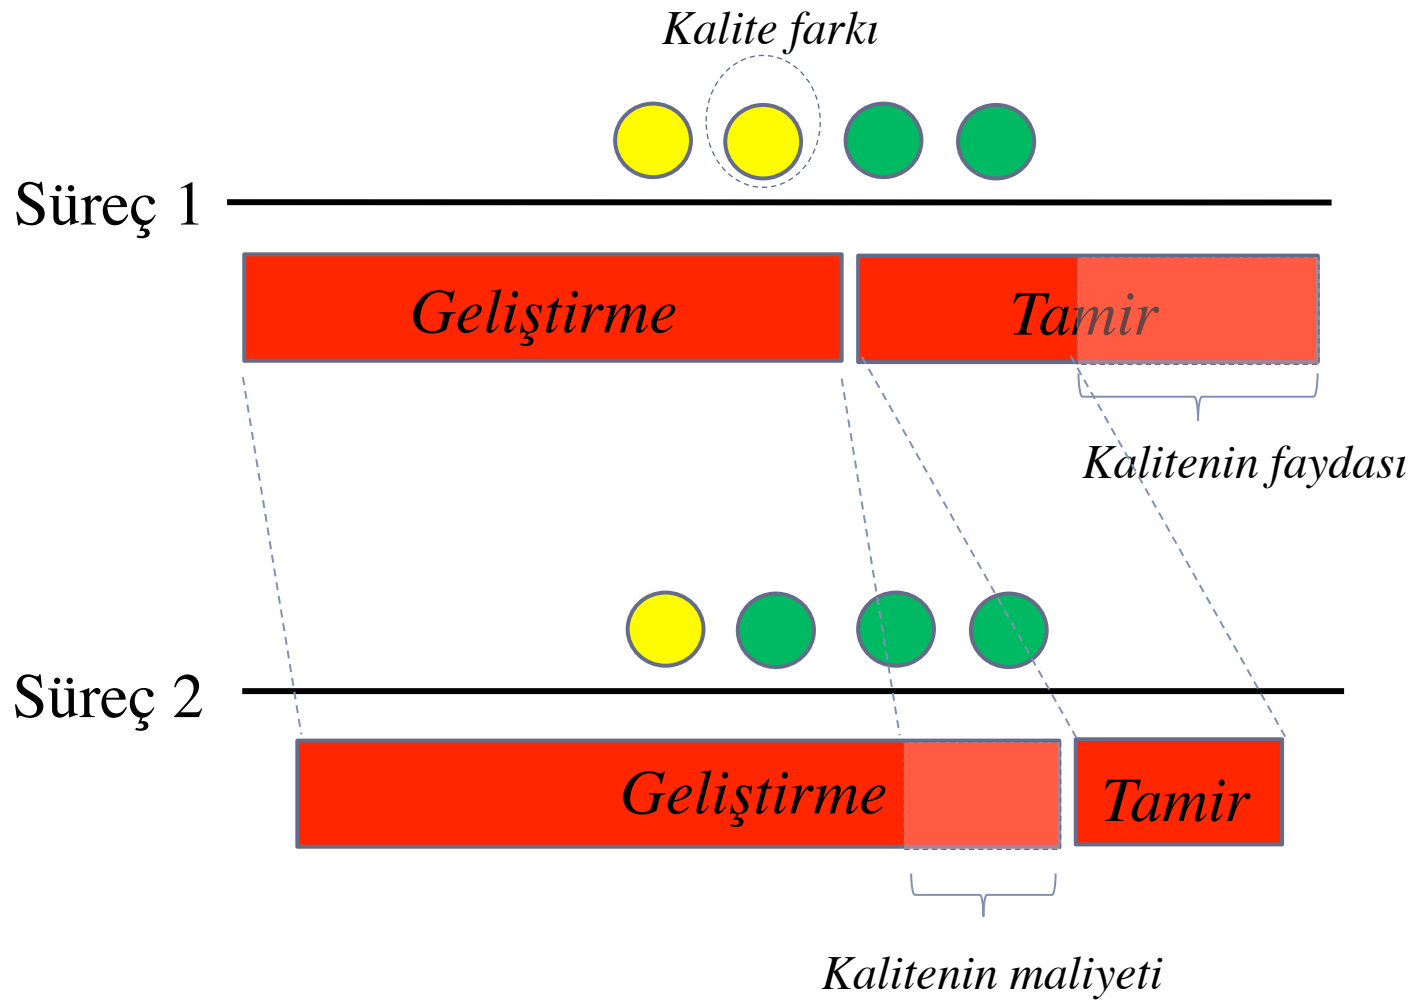 Kalite farkı
Süreç 1
Geliştirme
Tamir
Kalitenin faydası
Süreç 2
Geliştirme
Tamir
Kalitenin maliyeti